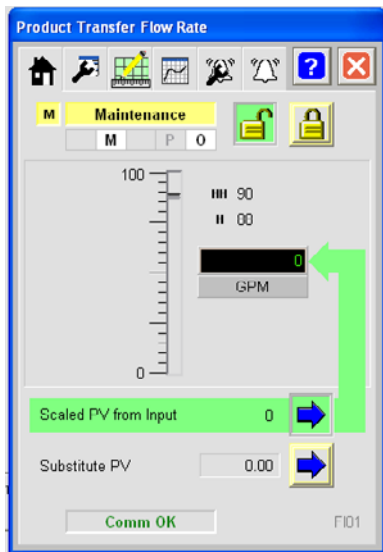 Product Transfer Flow Rate
?
M Maintenance
M P O
100
HH 90
H 00
0
GPM
0
Scaled PV from Input 0
Substitute PV 0.00
Comm OK FI01